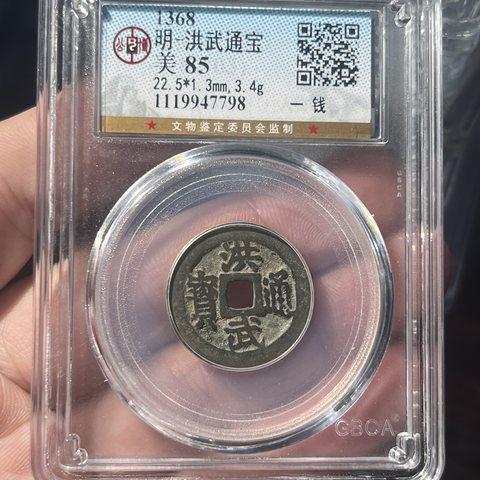 1368
明·洪武通宝
美 85
22.5*1.3mm,3.4g
1119947798 一 钱
★ 文物鉴定委员会监制 ★
GBCA
洪武通寶
GBCA®